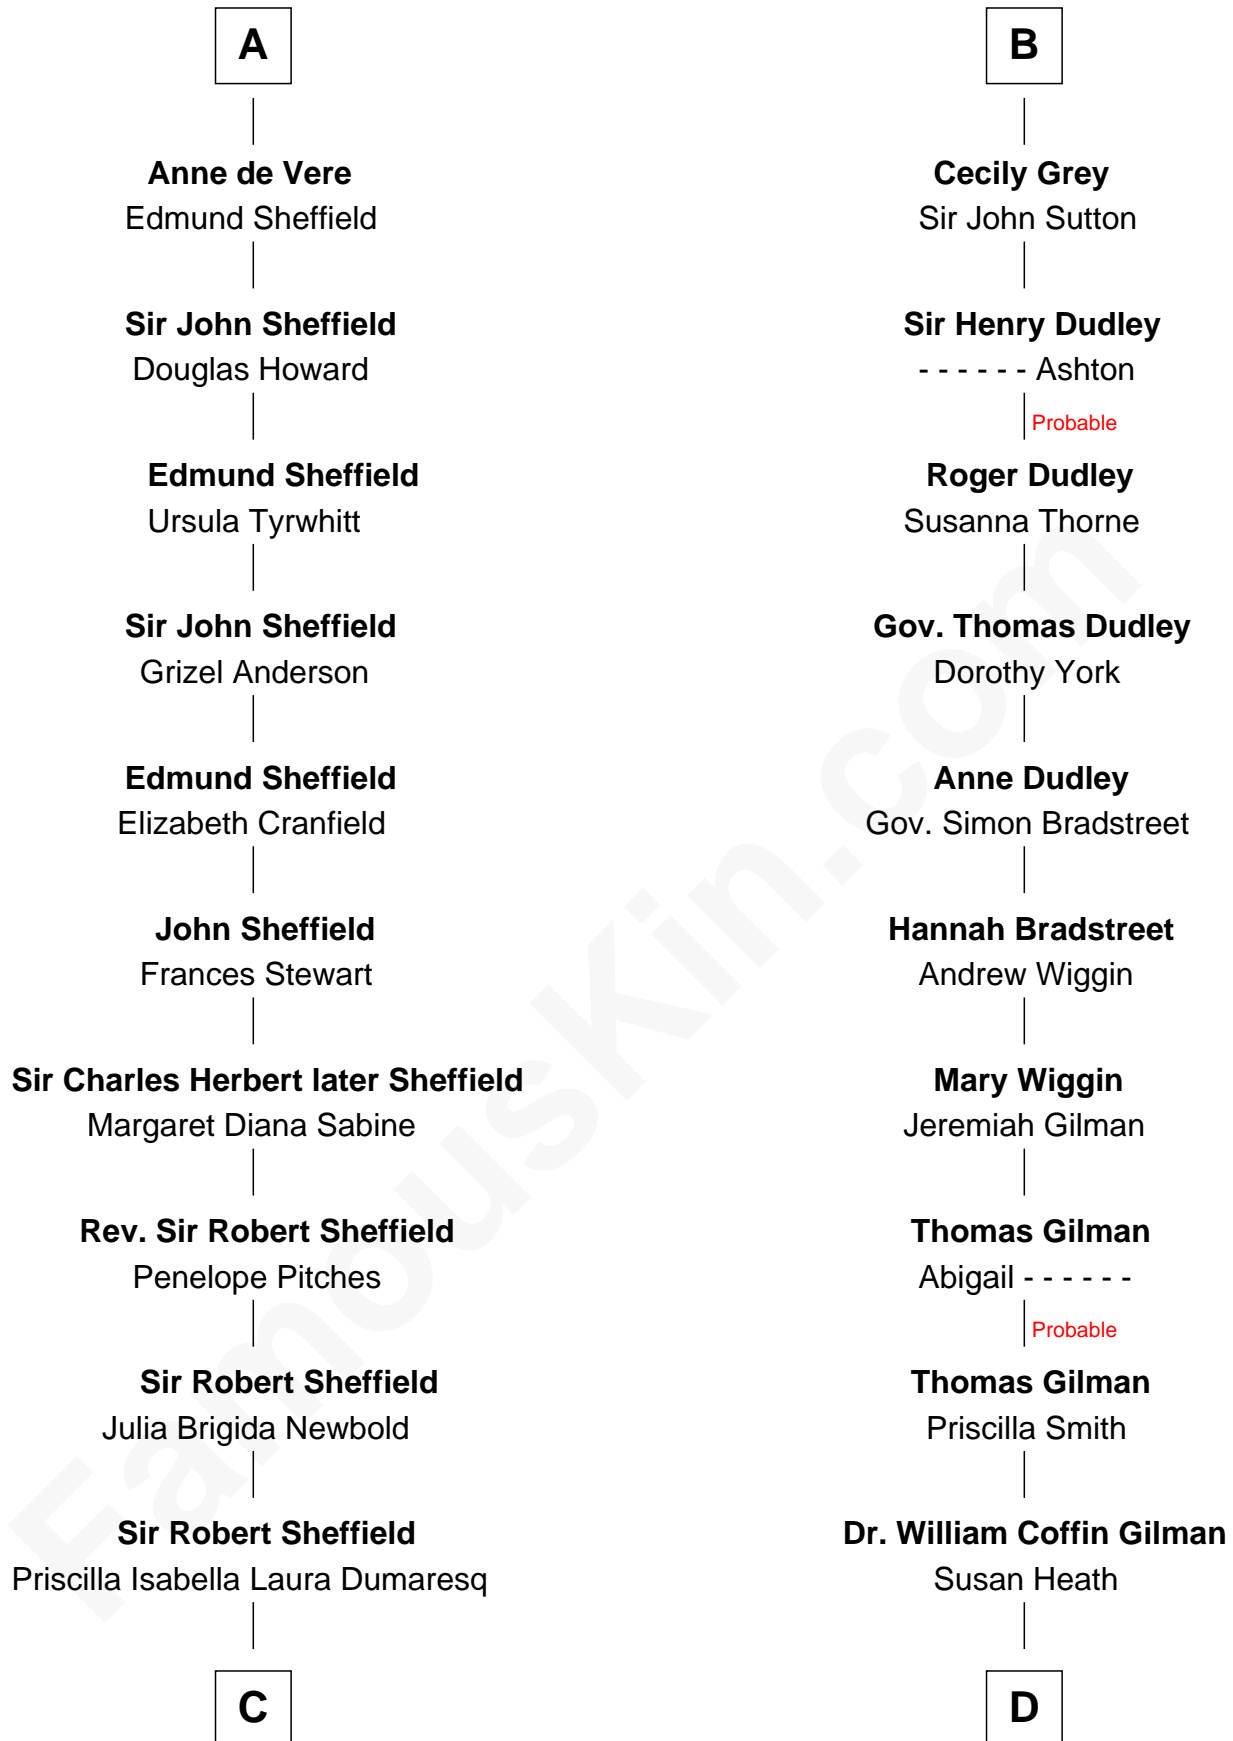 A
Anne de Vere
Edmund Sheffield
Sir John Sheffield
Douglas Howard
Edmund Sheffield
Ursula Tyrwhitt
Sir John Sheffield
Grizel Anderson
Edmund Sheffield
Elizabeth Cranfield
John Sheffield
Frances Stewart
Sir Charles Herbert later Sheffield
Margaret Diana Sabine
Rev. Sir Robert Sheffield
Penelope Pitches
Sir Robert Sheffield
Julia Brigida Newbold
Sir Robert Sheffield
Priscilla Isabella Laura Dumaresq
C
B
Cecily Grey
Sir John Sutton
Sir Henry Dudley
- - - - - - Ashton
Probable
Roger Dudley
Susanna Thorne
Gov. Thomas Dudley
Dorothy York
Anne Dudley
Gov. Simon Bradstreet
Hannah Bradstreet
Andrew Wiggin
Mary Wiggin
Jeremiah Gilman
Thomas Gilman
Abigail - - - - - -
Probable
Thomas Gilman
Priscilla Smith
Dr. William Coffin Gilman
Susan Heath
D
FamousKin.com